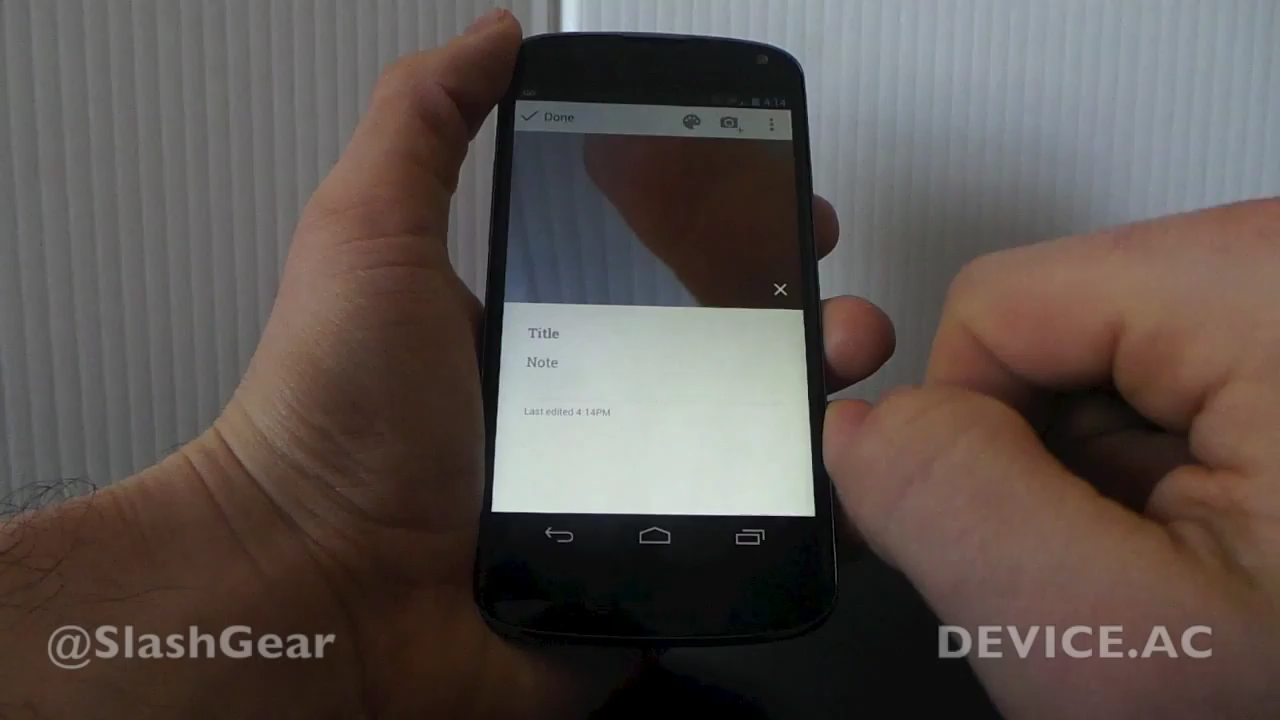 4:14
Done
Title
Note
Last edited 4:14PM
@SlashGear
DEVICE.AC